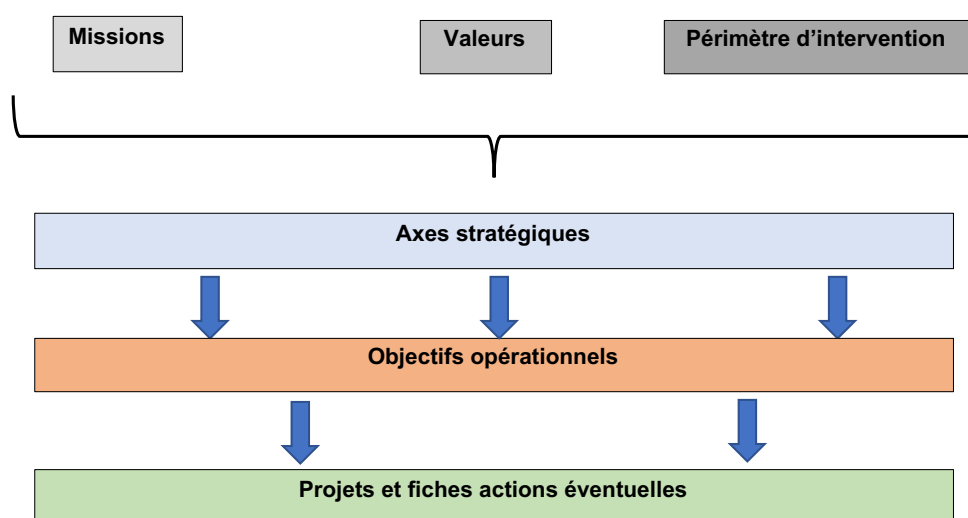 Missions
Valeurs
Périmètre d’intervention
Axes stratégiques
Objectifs opérationnels
Projets et fiches actions éventuelles